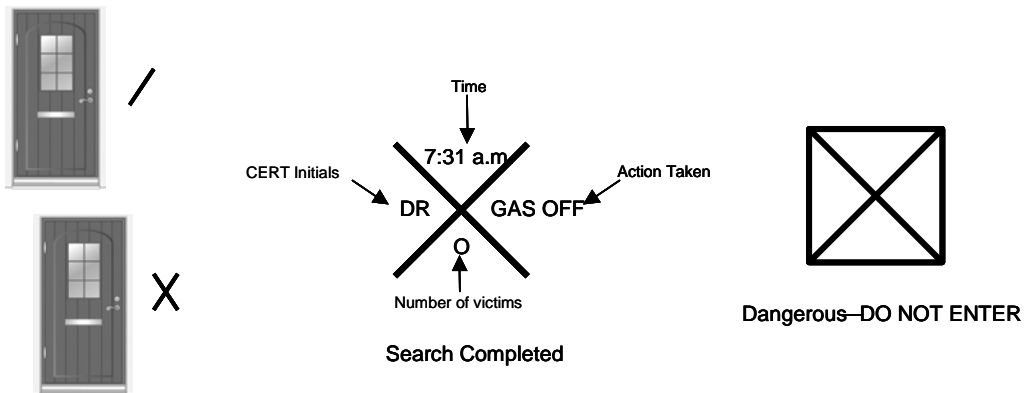 Time
7:31 a.m
CERT Initials
Action Taken
DR
GAS OFF
O
Number of victims
Search Completed
Dangerous—DO NOT ENTER